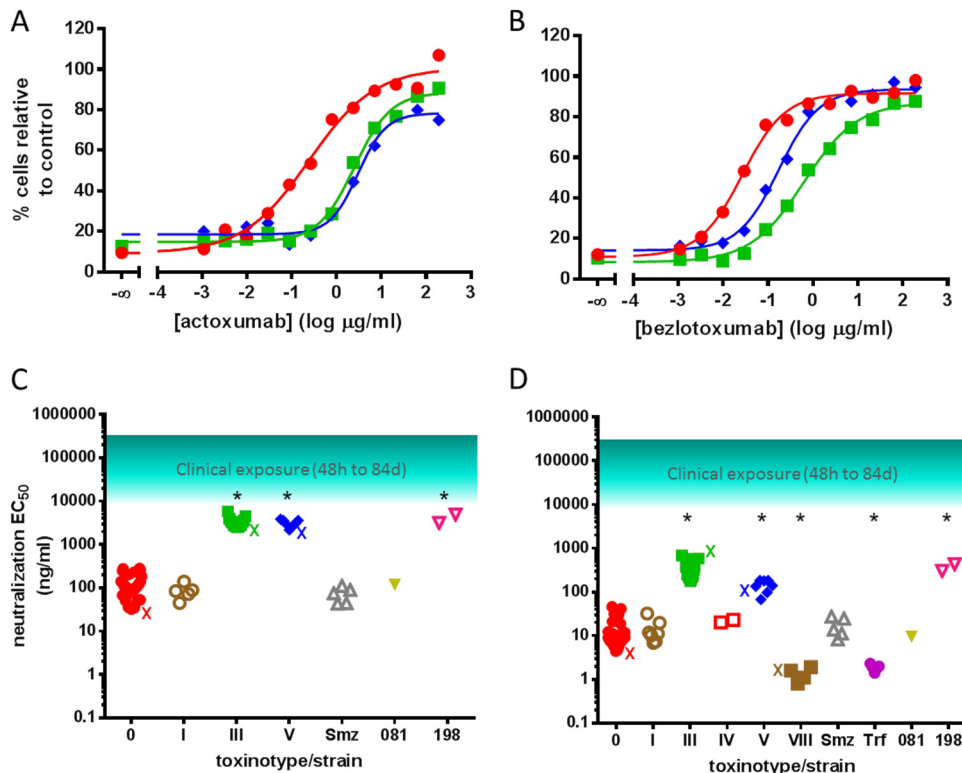 A
B
120
100
80
60
40
20
0
% cells relative
to control
-∞ -4 -3 -2 -1 0 1 2 3
[actoxumab] (log µg/ml)
120
100
80
60
40
20
0
-∞ -4 -3 -2 -1 0 1 2 3
[bezlotoxumab] (log µg/ml)
C
D
1000000
100000
10000
1000
100
10
1
0.1
neutralization EC50
(ng/ml)
Clinical exposure (48h to 84d)
* * *
X X X
0 I III V Smz 081 198
toxinotype/strain
1000000
100000
10000
1000
100
10
1
0.1
Clinical exposure (48h to 84d)
* * * * *
X X X X
0 I III IV V VIII Smz Trf 081 198
toxinotype/strain